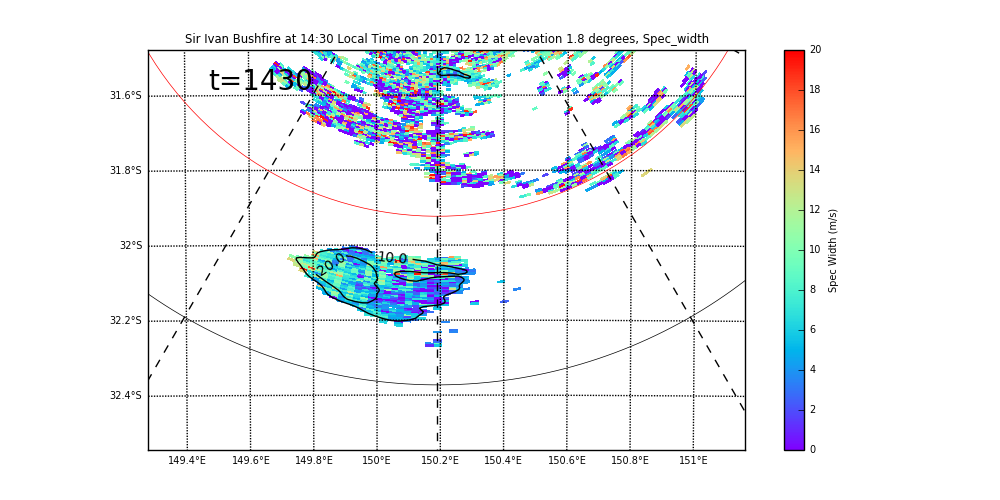 Sir Ivan Bushfire at 14:30 Local Time on 2017 02 12 at elevation 1.8 degrees, Spec_width
t=1430
31.6°S
31.8°S
32°S
32.2°S
32.4°S
20.0
10.0
149.4°E 149.6°E 149.8°E 150°E 150.2°E 150.4°E 150.6°E 150.8°E 151°E
20
18
16
14
12
10
8
6
4
2
0
Spec Width (m/s)